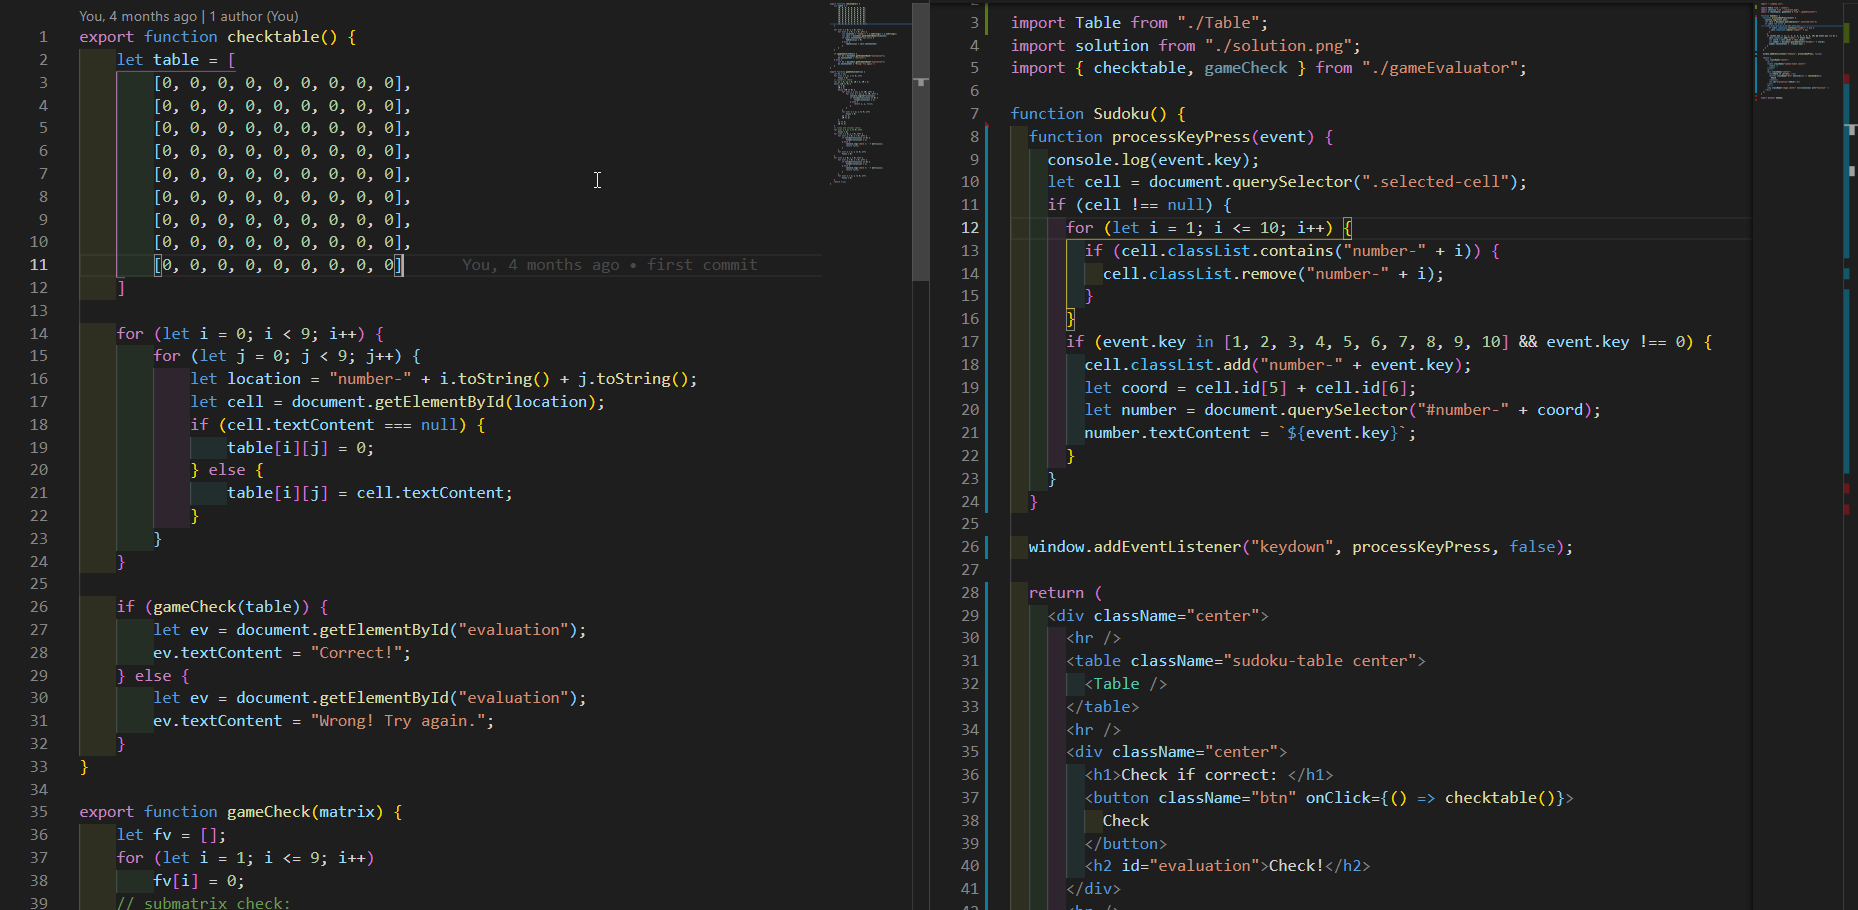 You, 4 months ago | 1 author (You)
1 export function checktable() {
2 let table = [
3 [0, 0, 0, 0, 0, 0, 0, 0, 0],
4 [0, 0, 0, 0, 0, 0, 0, 0, 0],
5 [0, 0, 0, 0, 0, 0, 0, 0, 0],
6 [0, 0, 0, 0, 0, 0, 0, 0, 0],
7 [0, 0, 0, 0, 0, 0, 0, 0, 0],
8 [0, 0, 0, 0, 0, 0, 0, 0, 0],
9 [0, 0, 0, 0, 0, 0, 0, 0, 0],
10 [0, 0, 0, 0, 0, 0, 0, 0, 0],
11 [0, 0, 0, 0, 0, 0, 0, 0, 0] You, 4 months ago • first commit
12 ]
13
14 for (let i = 0; i < 9; i++) {
15 for (let j = 0; j < 9; j++) {
16 let location = "number-" + i.toString() + j.toString();
17 let cell = document.getElementById(location);
18 if (cell.textContent === null) {
19 table[i][j] = 0;
20 } else {
21 table[i][j] = cell.textContent;
22 }
23 }
24 }
25
26 if (gameCheck(table)) {
27 let ev = document.getElementById("evaluation");
28 ev.textContent = "Correct!";
29 } else {
30 let ev = document.getElementById("evaluation");
31 ev.textContent = "Wrong! Try again.";
32 }
33 }
34
35 export function gameCheck(matrix) {
36 let fv = [];
37 for (let i = 1; i <= 9; i++)
38 fv[i] = 0;
39 // submatrix check:
3 import Table from "./Table";
4 import solution from "./solution.png";
5 import { checktable, gameCheck } from "./gameEvaluator";
6
7 function Sudoku() {
8 function processKeyPress(event) {
9 console.log(event.key);
10 let cell = document.querySelector(".selected-cell");
11 if (cell !== null) {
12 for (let i = 1; i <= 10; i++) {
13 if (cell.classList.contains("number-" + i)) {
14 cell.classList.remove("number-" + i);
15 }
16 }
17 if (event.key in [1, 2, 3, 4, 5, 6, 7, 8, 9, 10] && event.key !== 0) {
18 cell.classList.add("number-" + event.key);
19 let coord = cell.id[5] + cell.id[6];
20 let number = document.querySelector("#number-" + coord);
21 number.textContent = `${event.key}`;
22 }
23 }
24 }
25
26 window.addEventListener("keydown", processKeyPress, false);
27
28 return (
29 <div className="center">
30 <hr />
31 <table className="sudoku-table center">
32 <Table />
33 </table>
34 <hr />
35 <div className="center">
36 <h1>Check if correct: </h1>
37 <button className="btn" onClick={() => checktable()}>
38 Check
39 </button>
40 <h2 id="evaluation">Check!</h2>
41 </div>